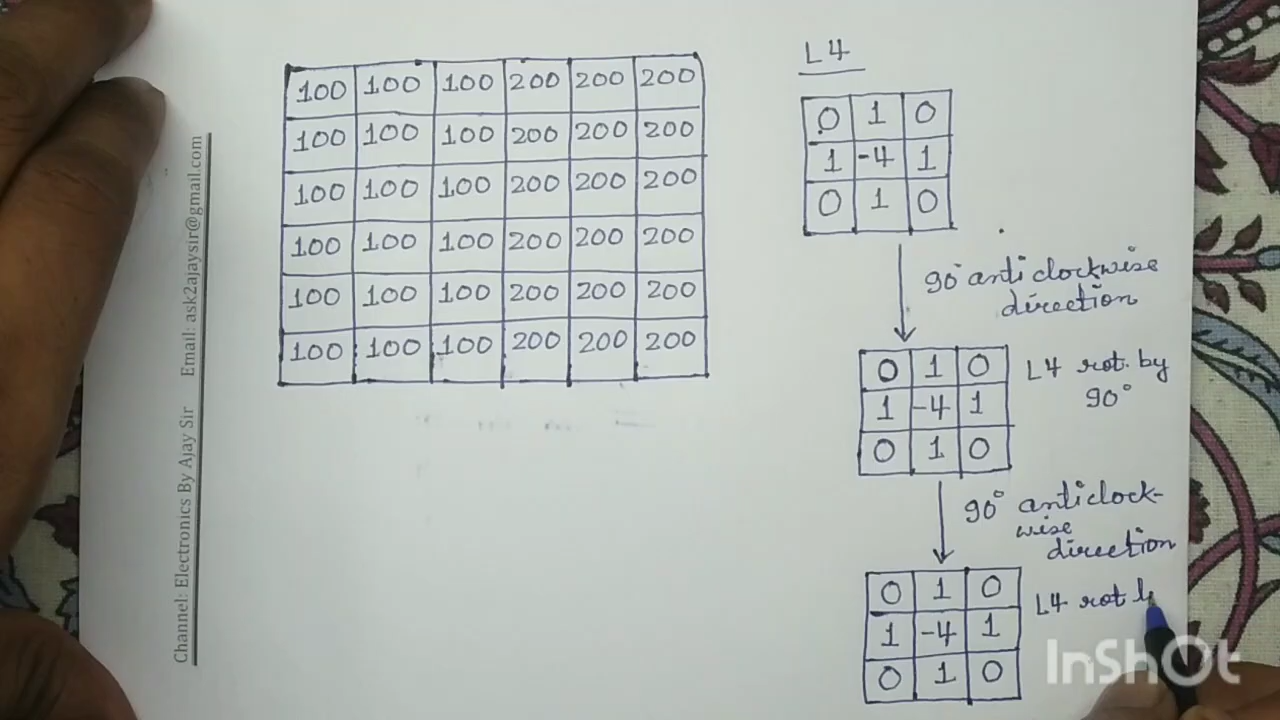 100 100 100 200 200 200
100 100 100 200 200 200
100 100 100 200 200 200
100 100 100 200 200 200
100 100 100 200 200 200
100 100 100 200 200 200
L4
0 1 0
1 -4 1
0 1 0
90° anticlockwise
direction
0 1 0
1 -4 1
0 1 0
L4 rot. by
90°
90° anticlock-
wise
direction
0 1 0
1 -4 1
0 1 0
L4 rot
Channel: Electronics By Ajay Sir Email: ask2ajaysir@gmail.com
InShOt